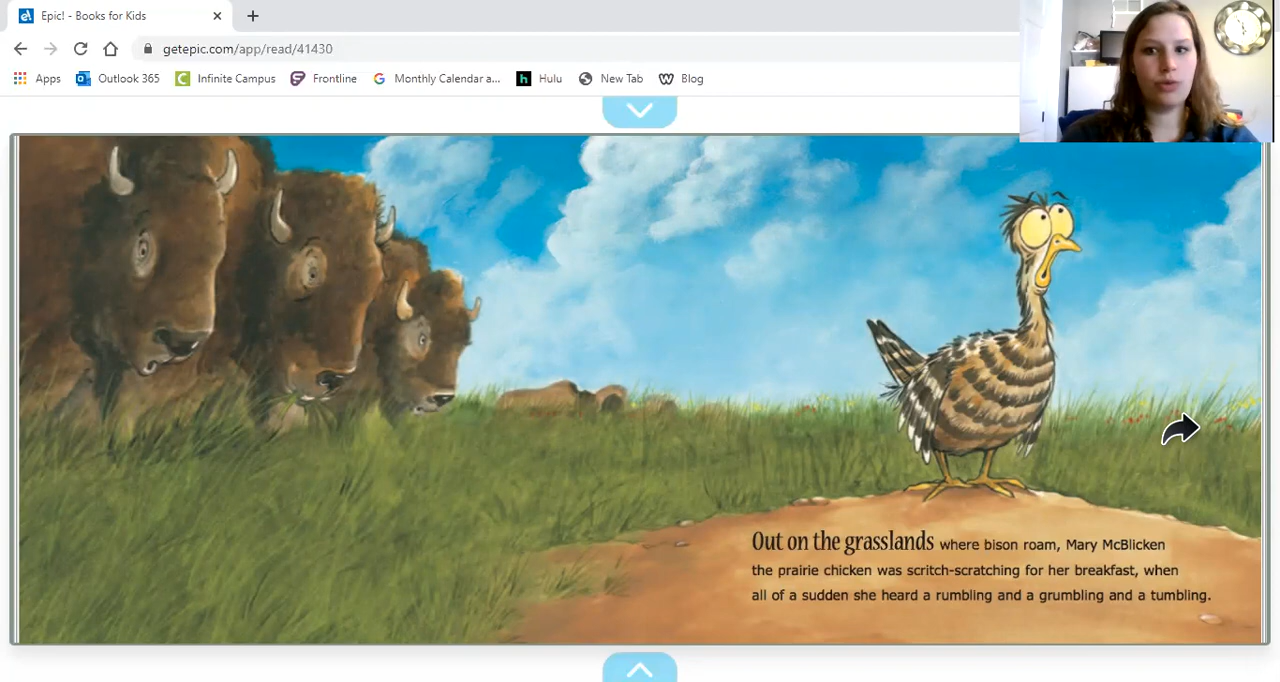 Epic! - Books for Kids
getepic.com/app/read/41430
Apps Outlook 365 Infinite Campus Frontline Monthly Calendar a... Hulu New Tab Blog
Out on the grasslands where bison roam, Mary McBlicken
the prairie chicken was scritch-scratching for her breakfast, when
all of a sudden she heard a rumbling and a grumbling and a tumbling.